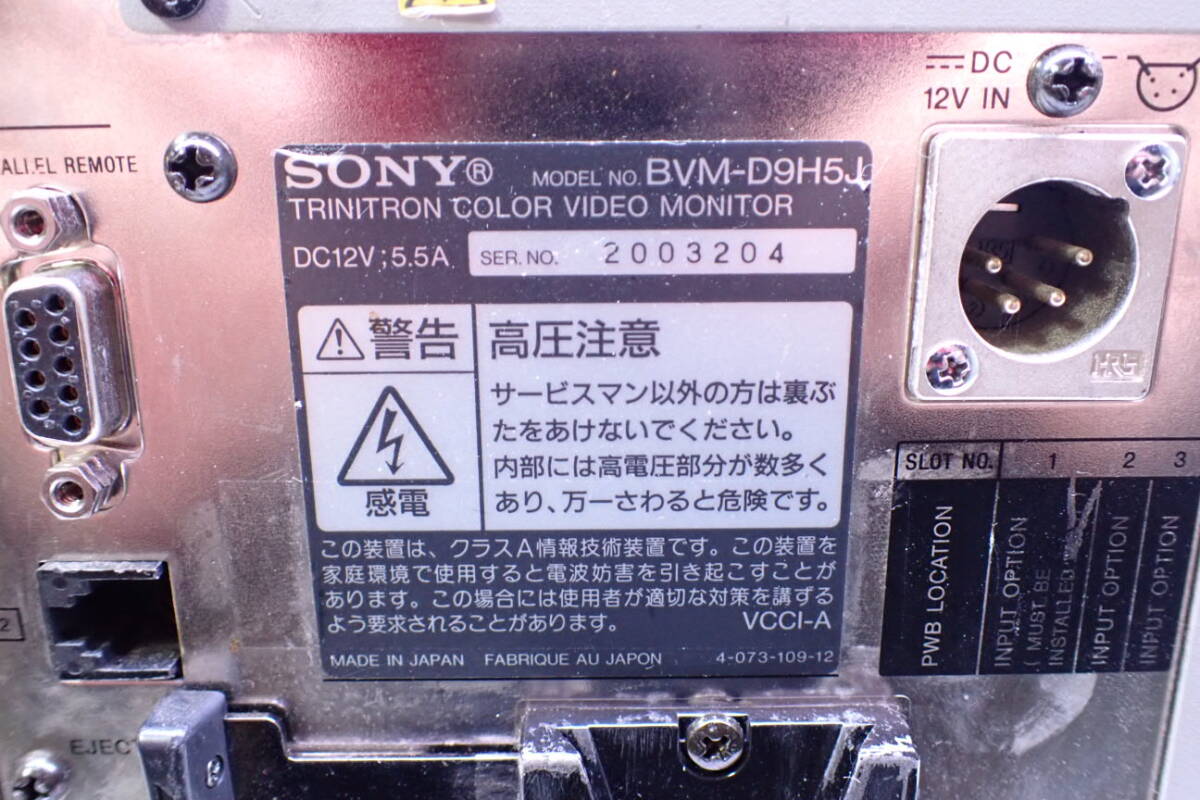 DC
12V IN
PARALLEL REMOTE
SONY®
MODEL NO. BVM-D9H5J
TRINITRON COLOR VIDEO MONITOR
DC12V ; 5.5A
SER. NO. 2003204
警告
感電
高圧注意
サービスマン以外の方は裏ぶ
たをあけないでください。
内部には高電圧部分が数多く
あり、万一さわると危険です。
この装置は、クラスA情報技術装置です。この装置を
家庭環境で使用すると電波妨害を引き起こすことが
あります。この場合には使用者が適切な対策を講ずる
よう要求されることがあります。
VCCI-A
MADE IN JAPAN FABRIQUE AU JAPON 4-073-109-12
HRS
SLOT NO. 1 2 3
PWB LOCATION
INPUT OPTION
( MUST BE
INSTALLED
INPUT OPTION
INPUT OPTION
2
EJECT